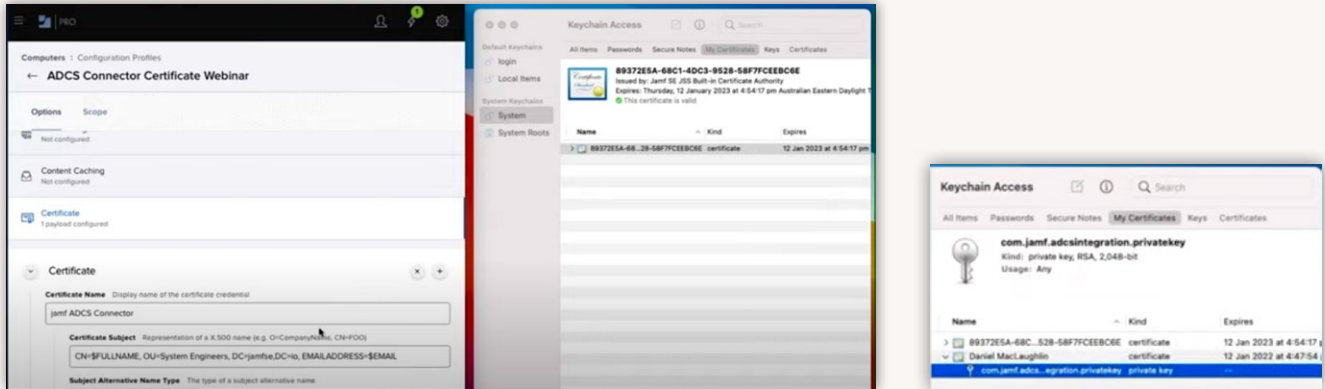 PRO
1
Computers : Configuration Profiles
← ADCS Connector Certificate Webinar
Options Scope
Not configured
Content Caching
Not configured
Certificate
1 payload configured
Certificate
Certificate Name Display name of the certificate credential
jamf ADCS Connector
Certificate Subject Representation of a X.500 name (e.g. O=CompanyName, CN=FOO)
CN=$FULLNAME, OU=System Engineers, DC=jamfse,DC=io, EMAILADDRESS=$EMAIL
Subject Alternative Name Type The type of a subject alternative name
Keychain Access
Search
Default Keychains
login
Local Items
System Keychains
System
System Roots
All Items Passwords Secure Notes My Certificates Keys Certificates
89372E5A-68C1-4DC3-9528-58F7FCEEBC6E
Issued by: Jamf SE JSS Built-in Certificate Authority
Expires: Thursday, 12 January 2023 at 4:54:17 pm Australian Eastern Daylight T
This certificate is valid
Name Kind Expires
89372E5A-68...28-58F7FCEEBC6E certificate 12 Jan 2023 at 4:54:17 pm
Keychain Access
Search
All Items Passwords Secure Notes My Certificates Keys Certificates
com.jamf.adcsintegration.privatekey
Kind: private key, RSA, 2,048-bit
Usage: Any
Name Kind Expires
89372E5A-68C...528-58F7FCEEBC6E certificate 12 Jan 2023 at 4:54:17
Daniel MacLaughlin certificate 12 Jan 2022 at 4:47:54
com.jamf.adcs...egration.privatekey private key --